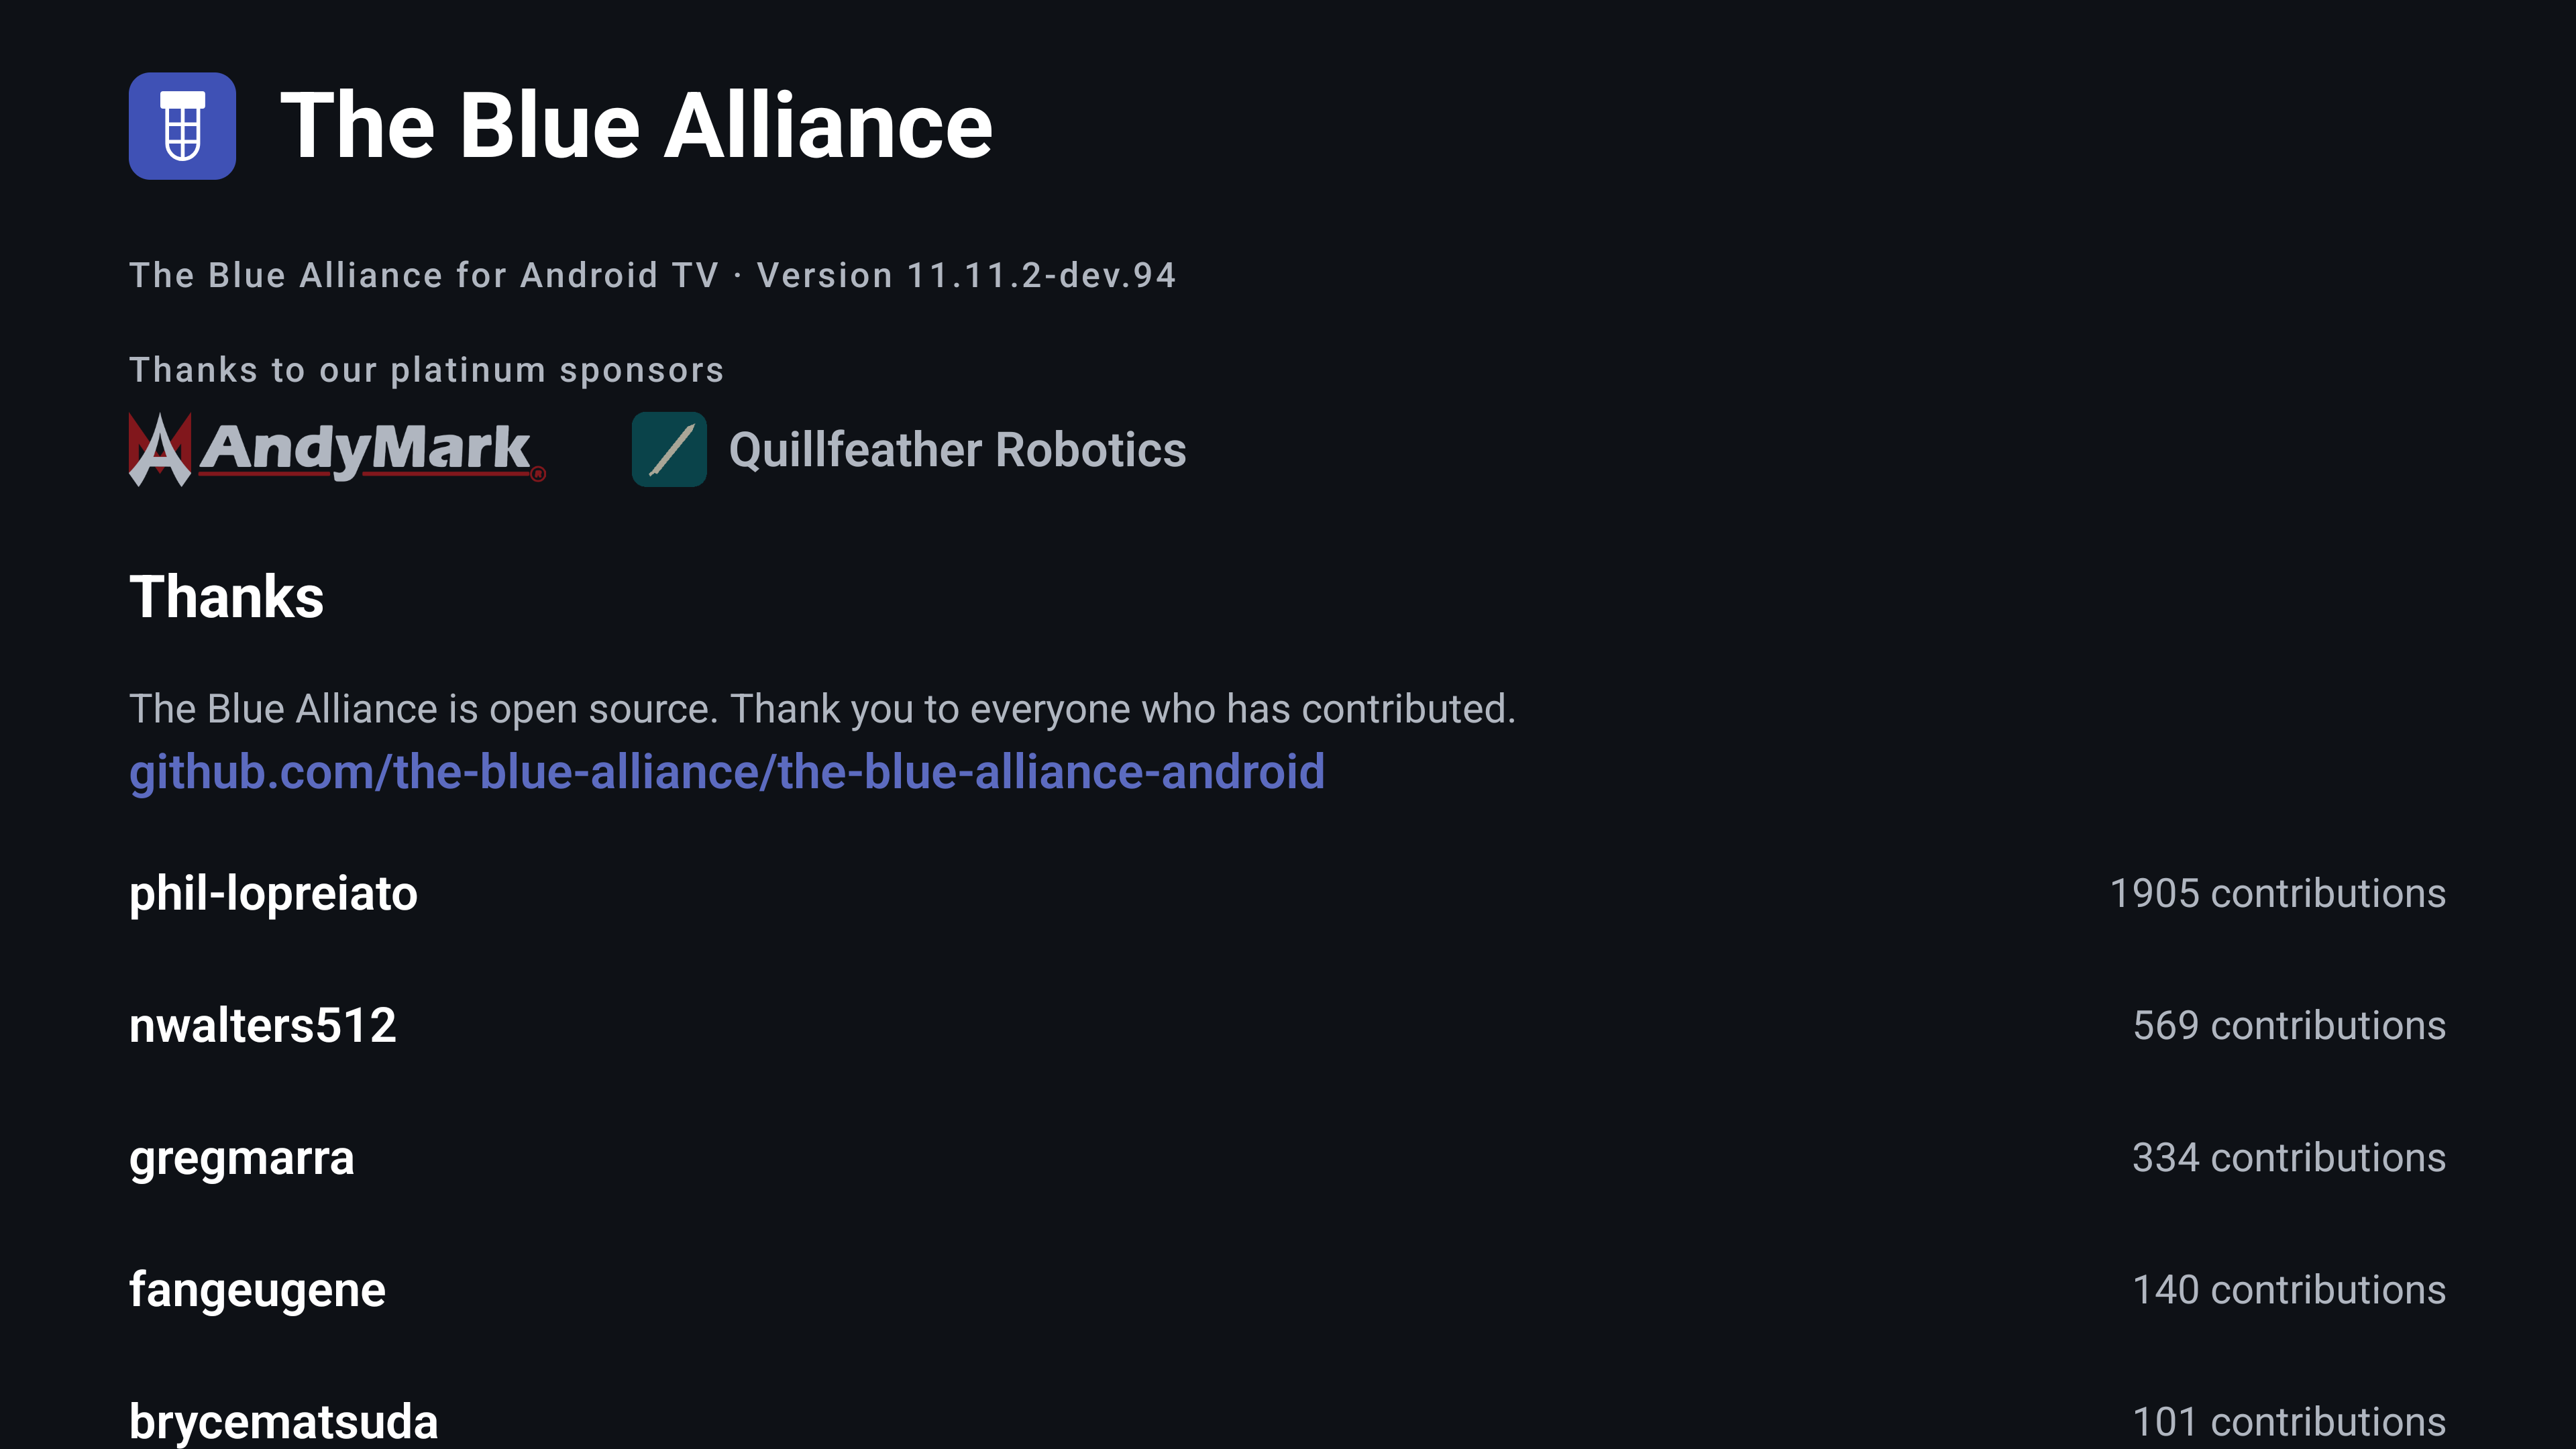 The Blue Alliance
The Blue Alliance for Android TV · Version 11.11.2-dev.94
Thanks to our platinum sponsors
AndyMark® Quillfeather Robotics
Thanks
The Blue Alliance is open source. Thank you to everyone who has contributed.
github.com/the-blue-alliance/the-blue-alliance-android
phil-lopreiato 1905 contributions
nwalters512 569 contributions
gregmarra 334 contributions
fangeugene 140 contributions
brycematsuda 101 contributions